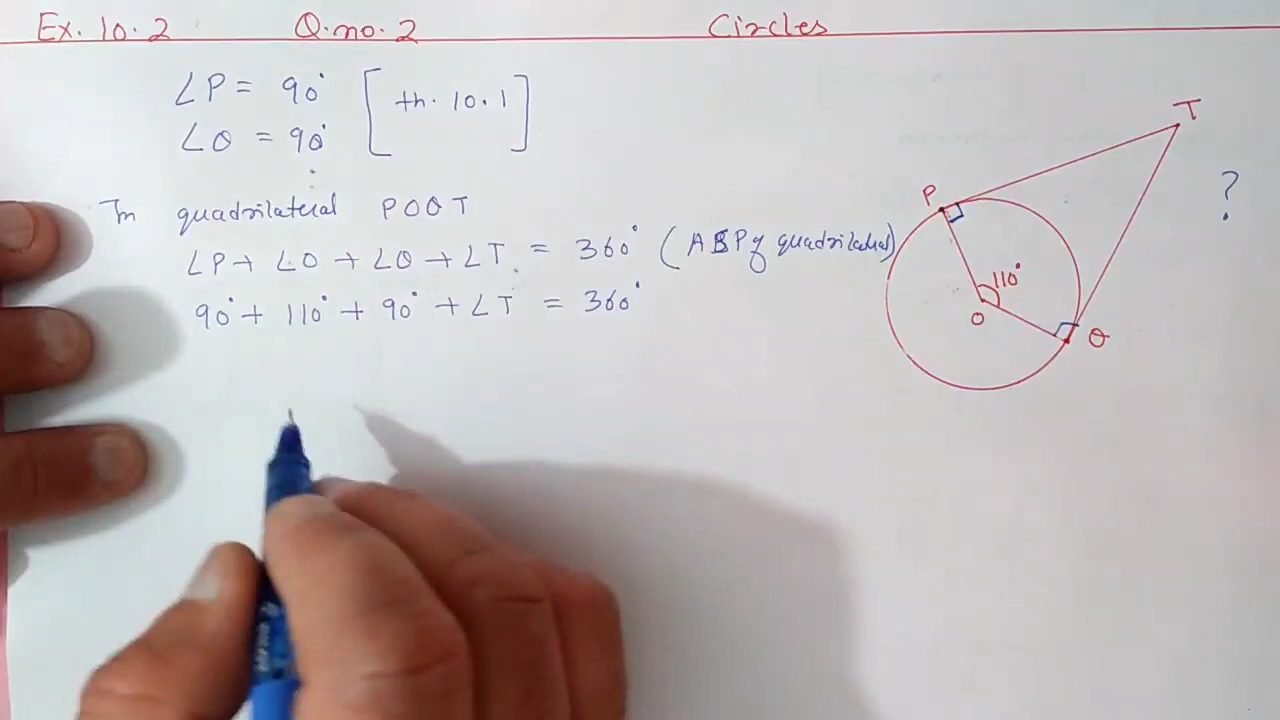 Ex. 10.2 Q.no.2 Circles
∠P = 90° [th. 10.1]
∠Q = 90°
In quadrilateral POQT
∠P + ∠O + ∠Q + ∠T = 360° (ASP of quadrilateral)
90° + 110° + 90° + ∠T = 360°
T
?
P
110°
O
Q